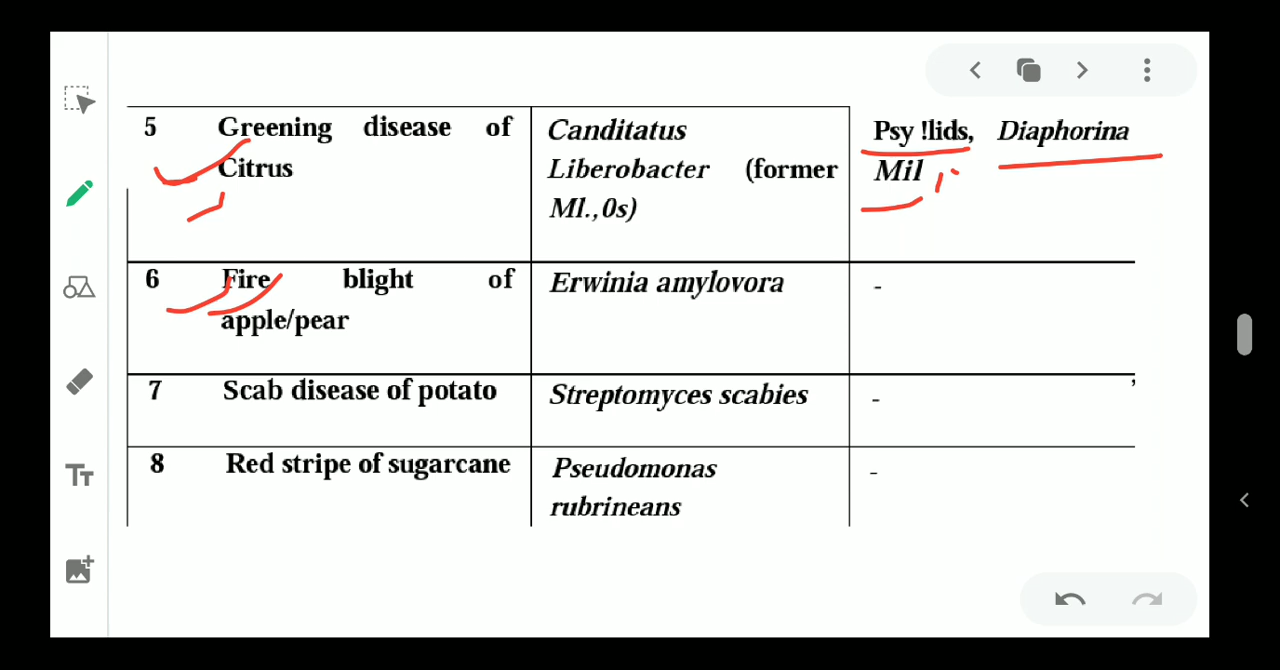 5 Greening disease of Canditatus Psy !lids, Diaphorina
Citrus Liberobacter (former Mil
Ml.,0s)
6 Fire blight of Erwinia amylovora -
apple/pear
7 Scab disease of potato Streptomyces scabies -
8 Red stripe of sugarcane Pseudomonas -
rubrineans
Tт